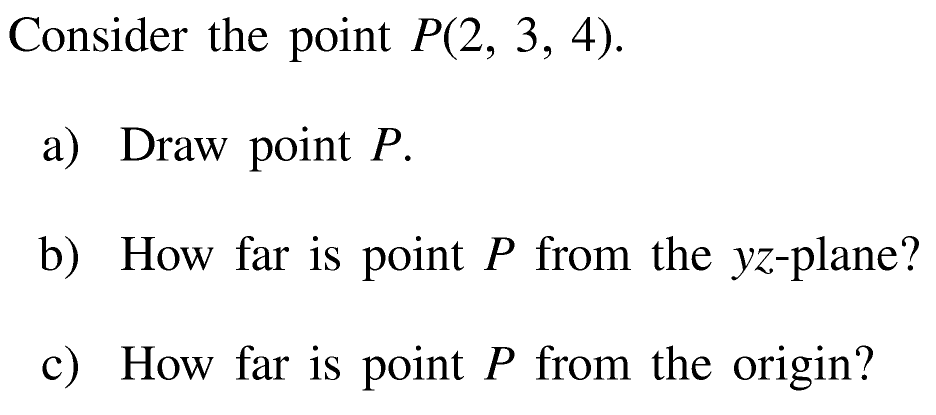 Consider the point P(2, 3, 4).
a) Draw point P.
b) How far is point P from the yz-plane?
c) How far is point P from the origin?